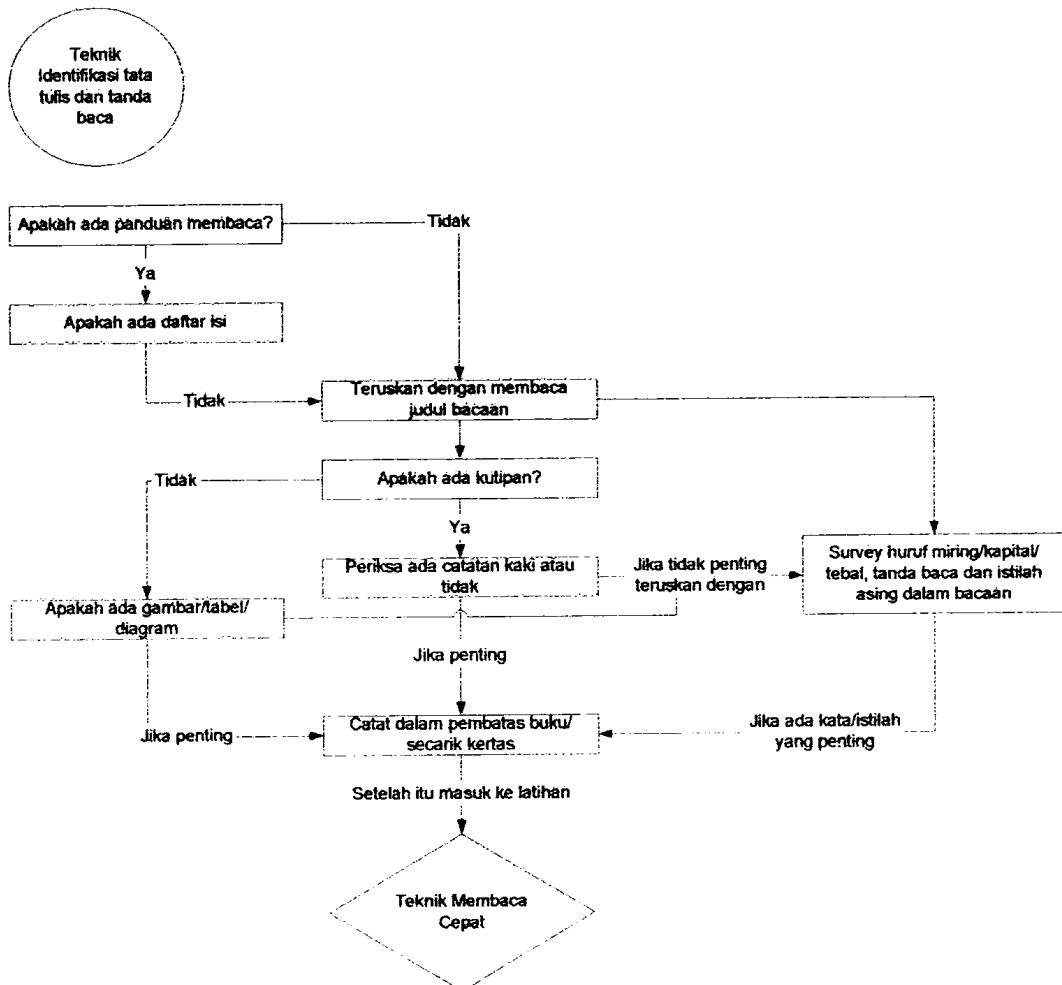 Teknik
Identifikasi tata
tulis dan tanda
baca
Apakah ada panduan membaca?
Tidak
Ya
Apakah ada daftar isi
Tidak
Teruskan dengan membaca
judul bacaan
Apakah ada kutipan?
Tidak
Ya
Periksa ada catatan kaki atau
tidak
Jika tidak penting
teruskan dengan
Survey huruf miring/kapital/
tebal, tanda baca dan istilah
asing dalam bacaan
Apakah ada gambar/tabel/
diagram
Jika penting
Jika penting
Catat dalam pembatas buku/
secarik kertas
Jika ada kata/istilah
yang penting
Setelah itu masuk ke latihan
Teknik Membaca
Cepat